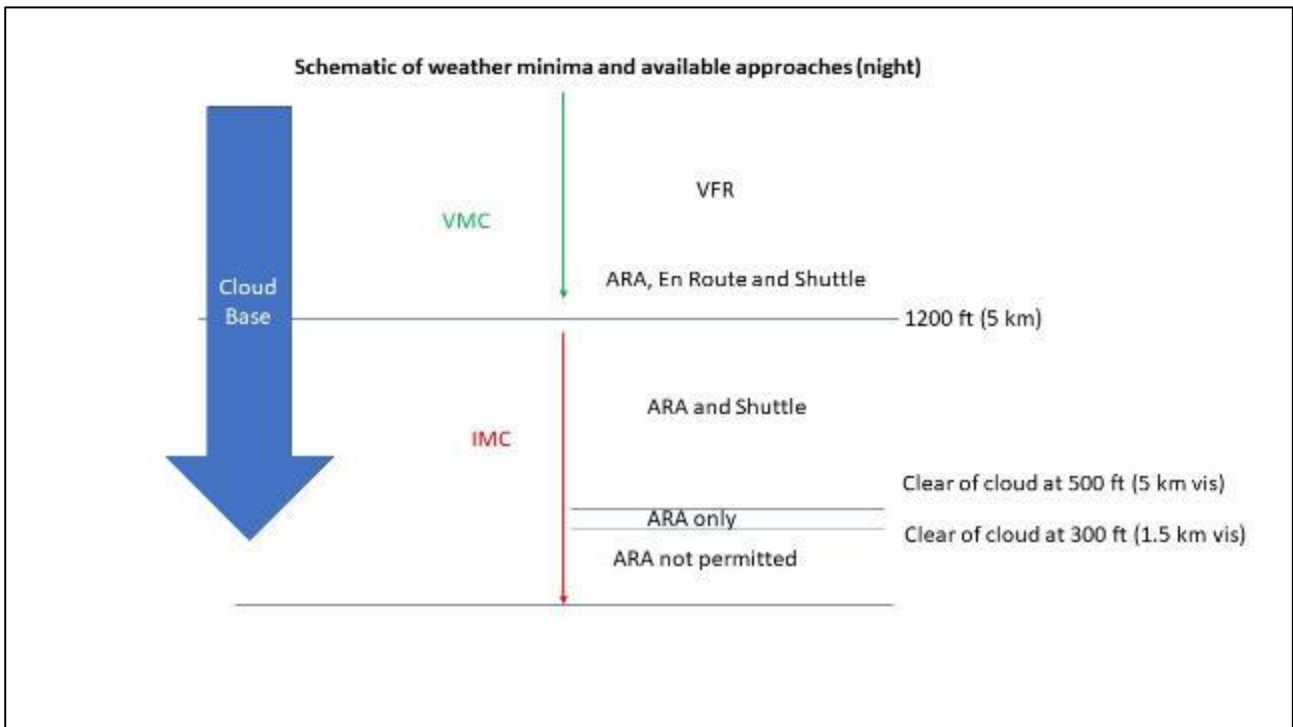 Schematic of weather minima and available approaches (night)
VFR
VMC
ARA, En Route and Shuttle
Cloud
Base
1200 ft (5 km)
ARA and Shuttle
IMC
Clear of cloud at 500 ft (5 km vis)
ARA only
Clear of cloud at 300 ft (1.5 km vis)
ARA not permitted